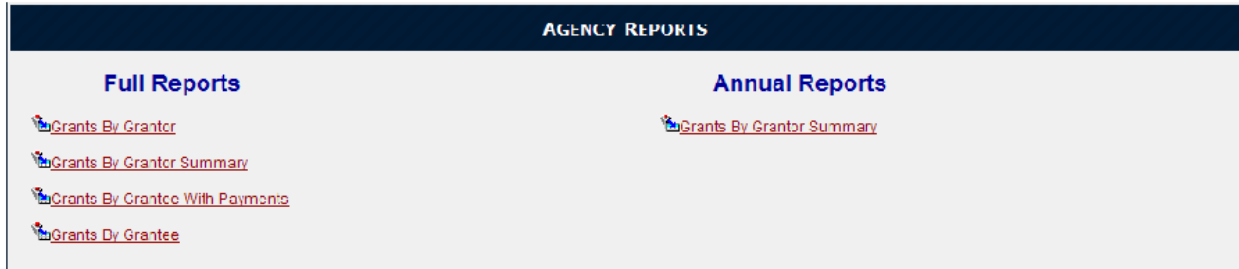 AGENCY REPORTS
Full Reports
Grants By Grantor
Grants By Grantor Summary
Grants By Grantee With Payments
Grants By Grantee
Annual Reports
Grants By Grantor Summary